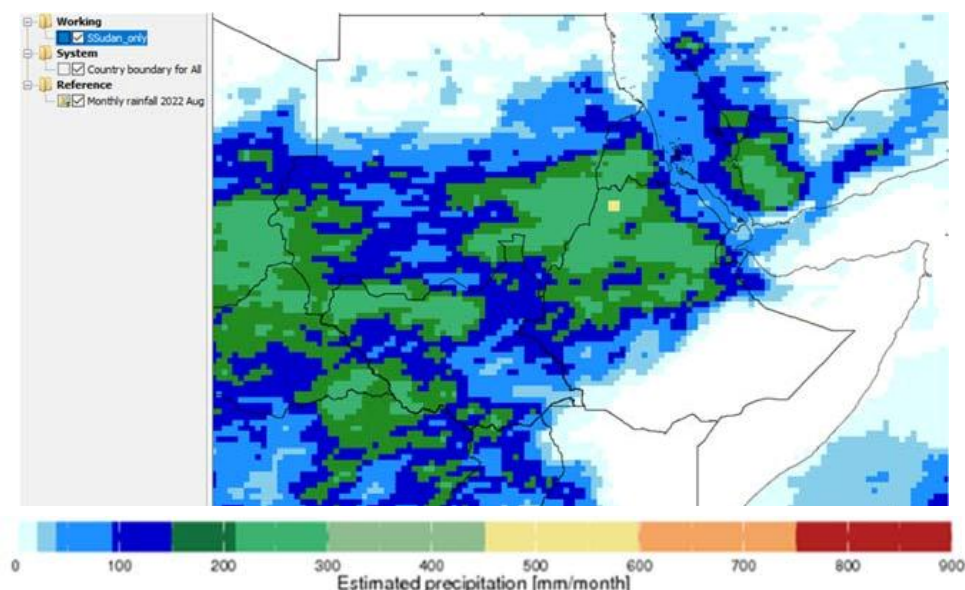 Working
SSudan_only
System
Country boundary for All
Reference
Monthly rainfall 2022 Aug
0 100 200 300 400 500 600 700 800 900
Estimated precipitation [mm/month]